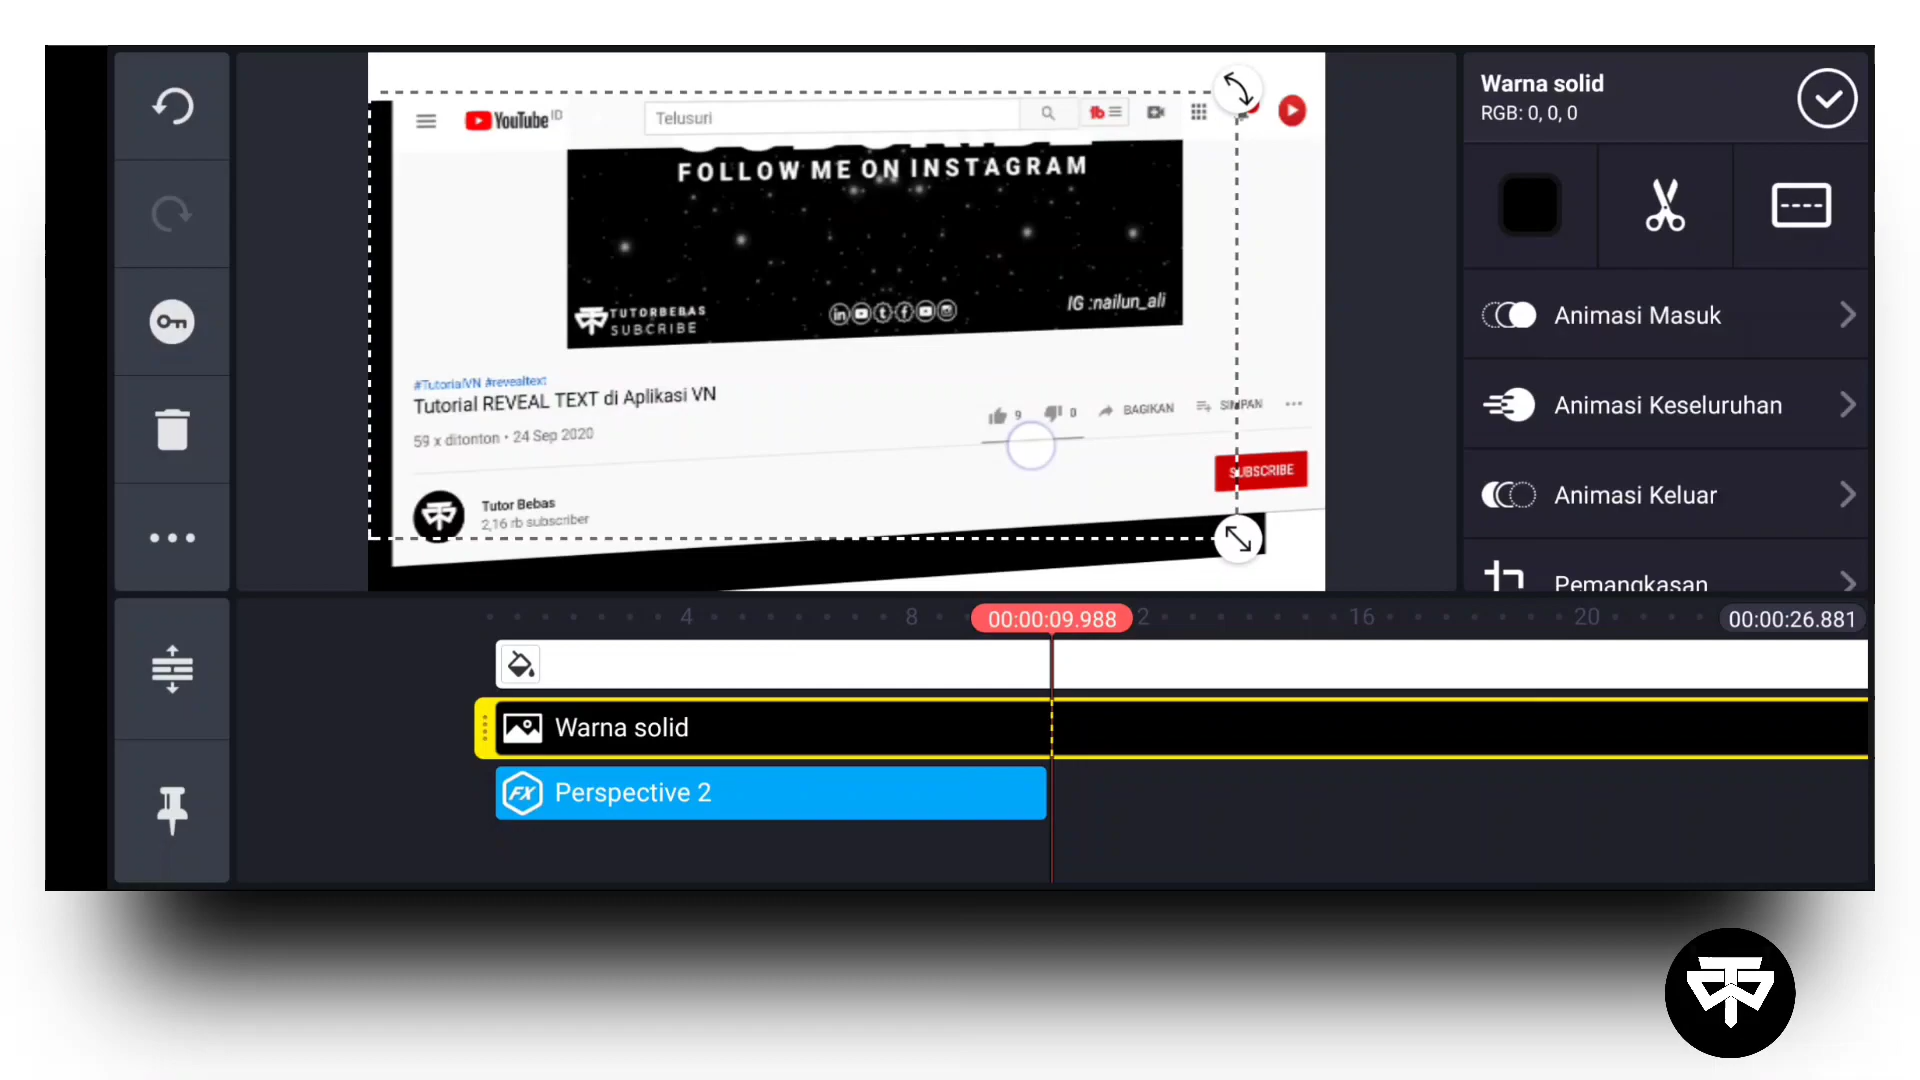 Warna solid
RGB: 0, 0, 0
YouTube ID
Telusuri
FOLLOW ME ON INSTAGRAM
TUTORBEBAS
SUBCRIBE
IG :nailun_ali
#TutorialVN #revealtext
Tutorial REVEAL TEXT di Aplikasi VN
59 x ditonton • 24 Sep 2020
9
0
BAGIKAN
SIMPAN
SUBSCRIBE
Tutor Bebas
2,16 rb subscriber
Animasi Masuk
Animasi Keseluruhan
Animasi Keluar
Pemangkasan
4
8
00:00:09.988
2
16
20
00:00:26.881
Warna solid
FX
Perspective 2